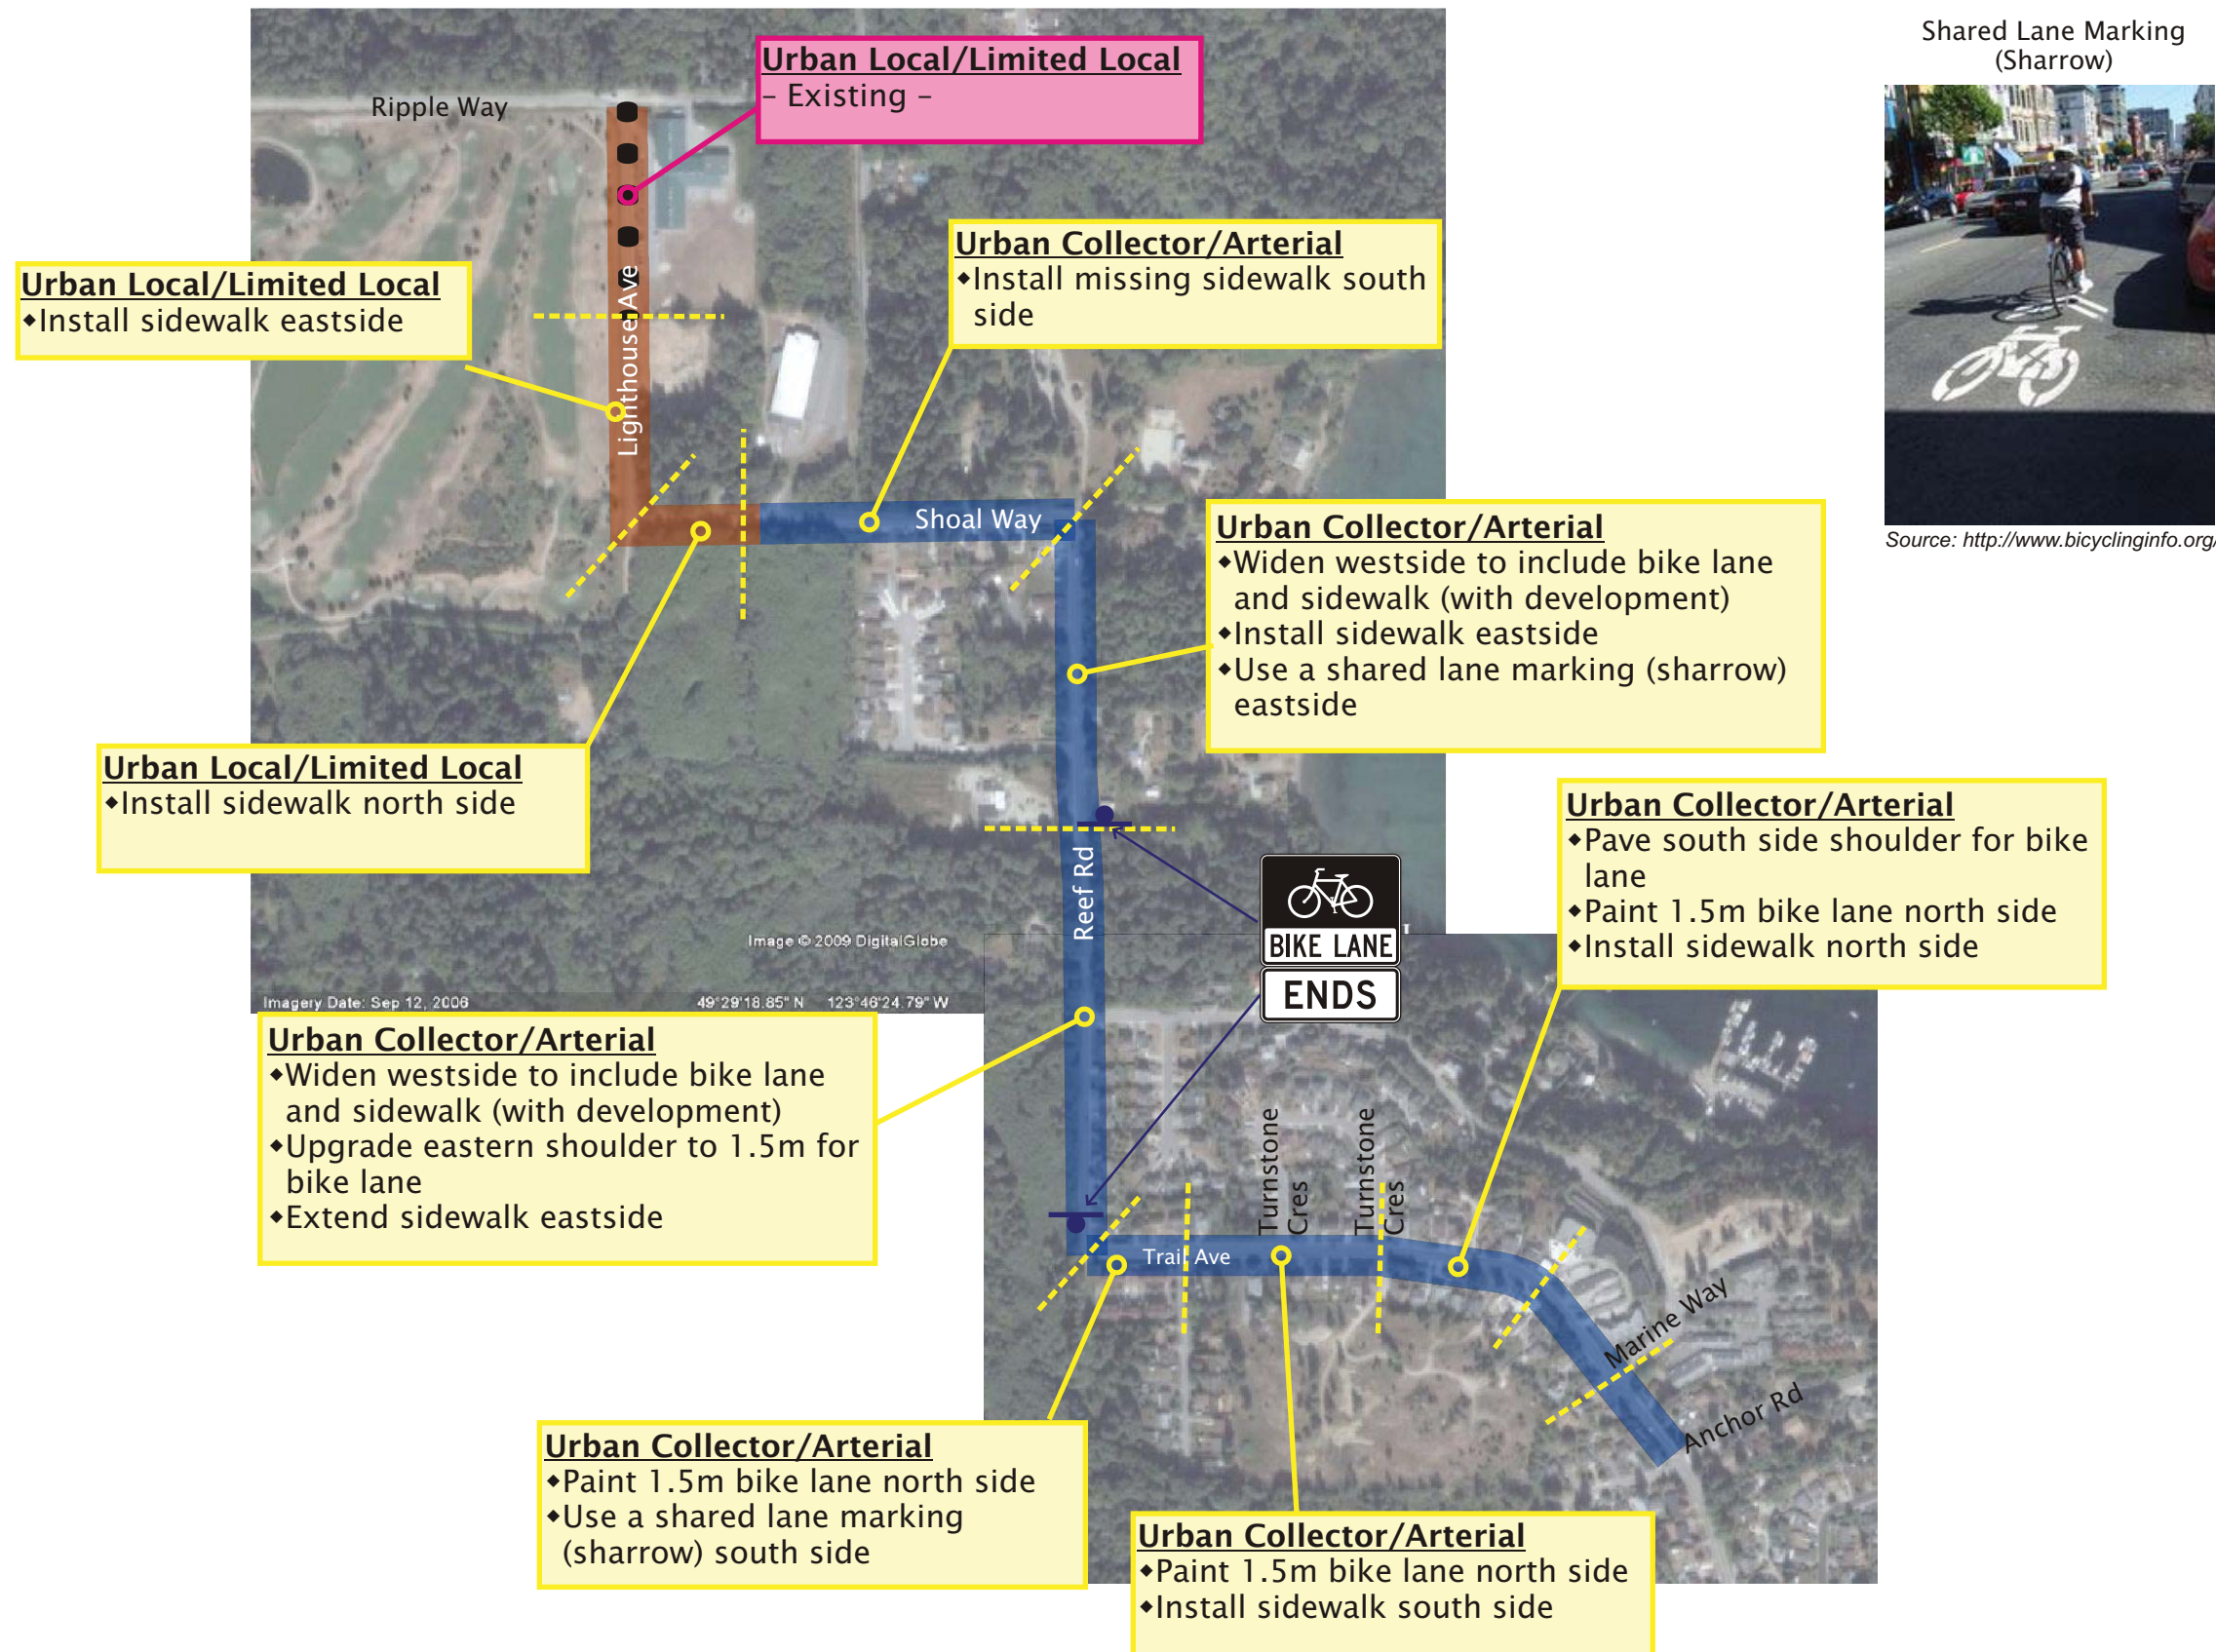 Shared Lane Marking
(Sharrow)
Urban Local/Limited Local
– Existing –
Ripple Way
Urban Collector/Arterial
◆Install missing sidewalk south
side
Urban Local/Limited Local
◆Install sidewalk eastside
Lighthouse Ave
Shoal Way
Source: http://www.bicyclinginfo.org/
Urban Collector/Arterial
◆Widen westside to include bike lane
and sidewalk (with development)
◆Install sidewalk eastside
◆Use a shared lane marking (sharrow)
eastside
Urban Local/Limited Local
◆Install sidewalk north side
Urban Collector/Arterial
◆Pave south side shoulder for bike
lane
◆Paint 1.5m bike lane north side
◆Install sidewalk north side
Reef Rd
BIKE LANE
ENDS
Image © 2009 DigitalGlobe
Imagery Date: Sep 12, 2006
49°29'18.85" N 123°46'24.79" W
Urban Collector/Arterial
◆Widen westside to include bike lane
and sidewalk (with development)
◆Upgrade eastern shoulder to 1.5m for
bike lane
◆Extend sidewalk eastside
Turnstone
Cres
Turnstone
Cres
Trail Ave
Marine Way
Anchor Rd
Urban Collector/Arterial
◆Paint 1.5m bike lane north side
◆Use a shared lane marking
(sharrow) south side
Urban Collector/Arterial
◆Paint 1.5m bike lane north side
◆Install sidewalk south side